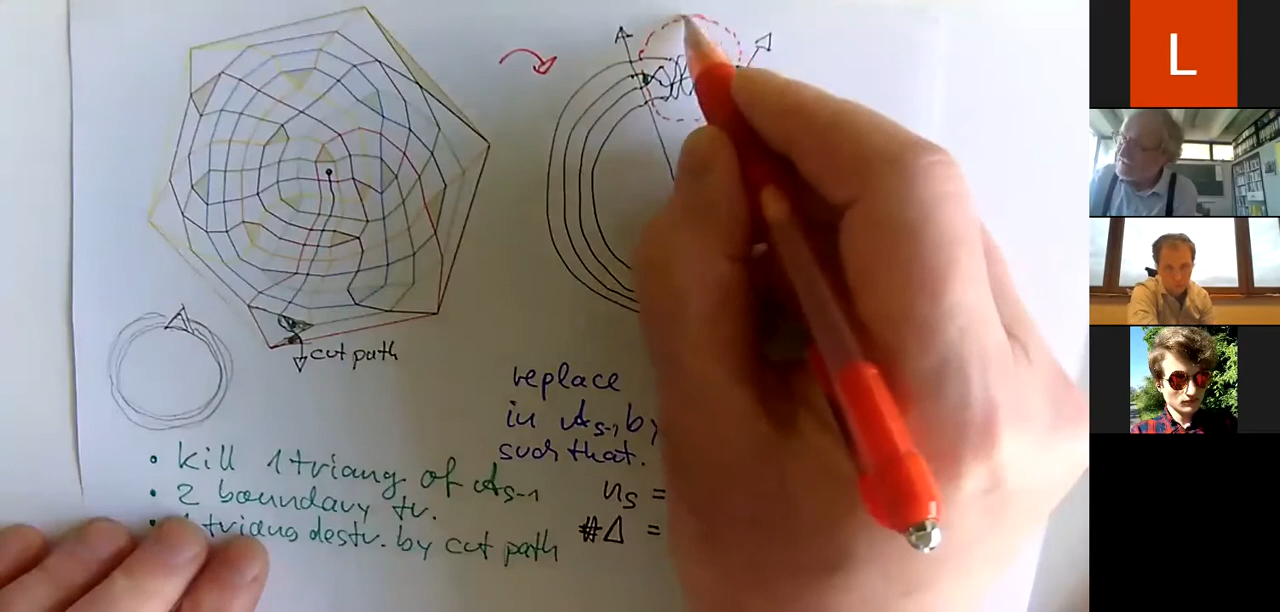 L
cut path
replace
in 𝒜s-1 by
such that.
ns =
#Δ =
• kill 1 triang. of 𝒜s-1
• 2 boundary tr.
triang destr. by cut path